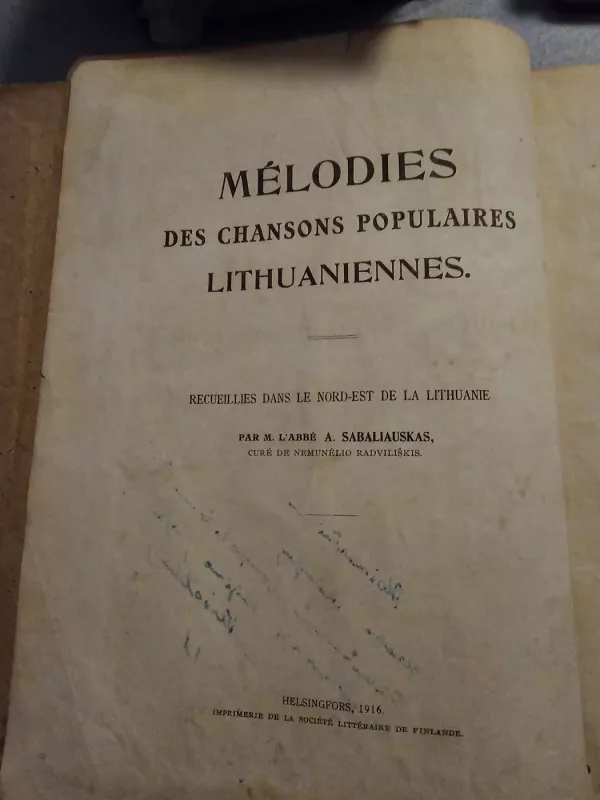 MÉLODIES
DES CHANSONS POPULAIRES
LITHUANIENNES.
RECUEILLIES DANS LE NORD-EST DE LA LITHUANIE
PAR M. L'ABBÉ A. SABALIAUSKAS,
CURÉ DE NEMUNÉLIO RADVILIŠKIS.
HELSINGFORS, 1916.
IMPRIMERIE DE LA SOCIÉTÉ LITTÉRAIRE DE FINLANDE.